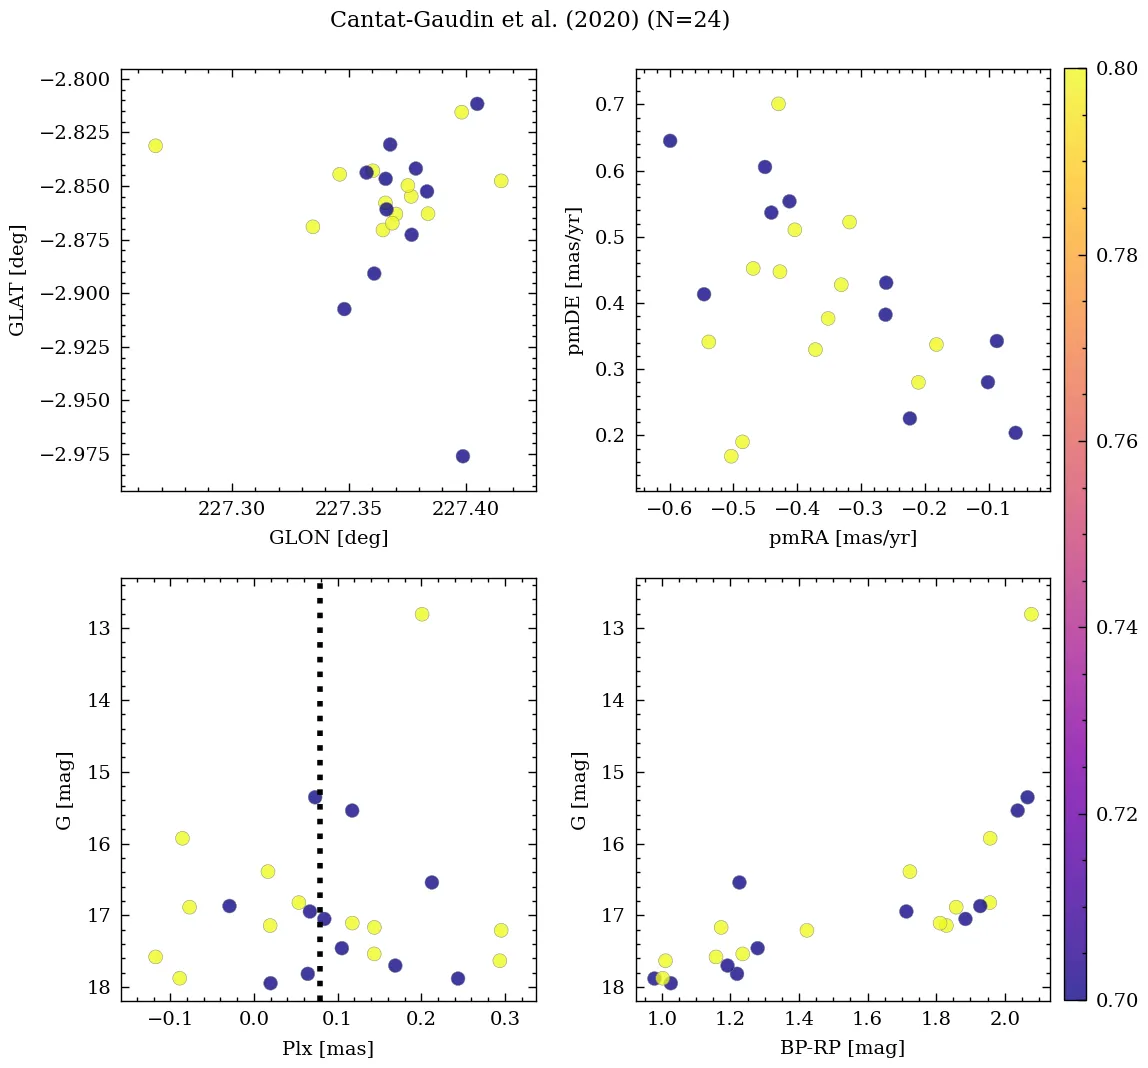 Cantat-Gaudin et al. (2020) (N=24)
−2.800
−2.825
−2.850
−2.875
−2.900
−2.925
−2.950
−2.975
GLAT [deg]
227.30 227.35 227.40
GLON [deg]
0.7
0.6
0.5
0.4
0.3
0.2
pmDE [mas/yr]
−0.6 −0.5 −0.4 −0.3 −0.2 −0.1
pmRA [mas/yr]
13
14
15
16
17
18
G [mag]
−0.1 0.0 0.1 0.2 0.3
Plx [mas]
13
14
15
16
17
18
G [mag]
1.0 1.2 1.4 1.6 1.8 2.0
BP-RP [mag]
0.80
0.78
0.76
0.74
0.72
0.70